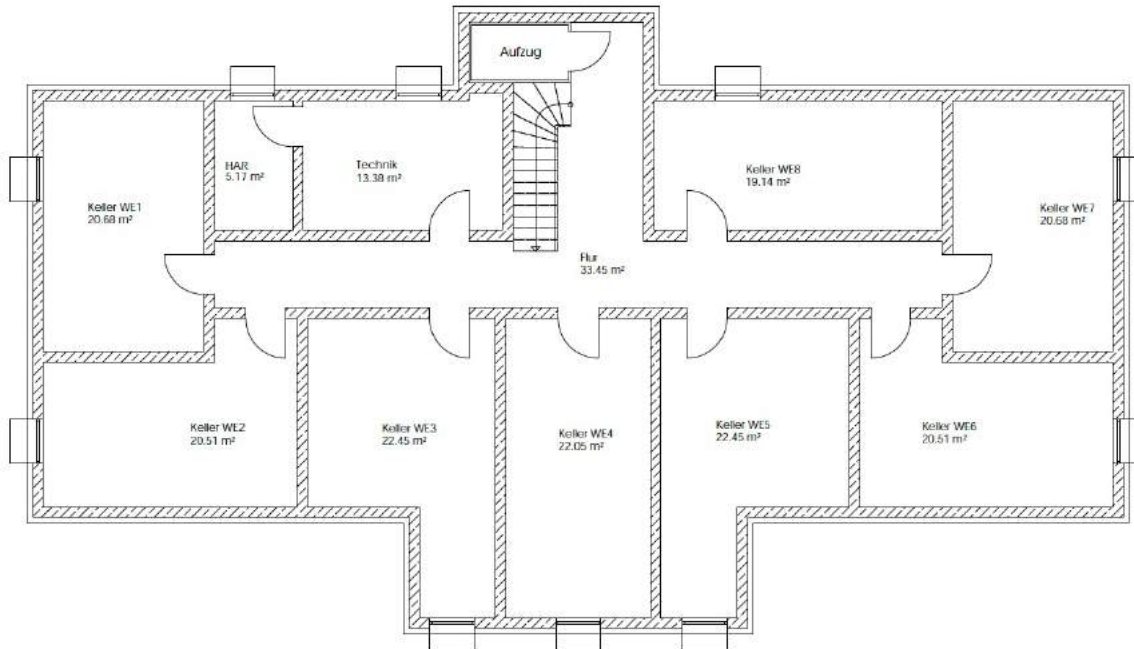 Aufzug
HAR
5.17 m²
Technik
13.38 m²
Keller WE8
19.14 m²
Keller WE1
20.68 m²
Keller WE7
20.68 m²
Flur
33.45 m²
Keller WE2
20.51 m²
Keller WE3
22.45 m²
Keller WE4
22.05 m²
Keller WE5
22.45 m²
Keller WE6
20.51 m²